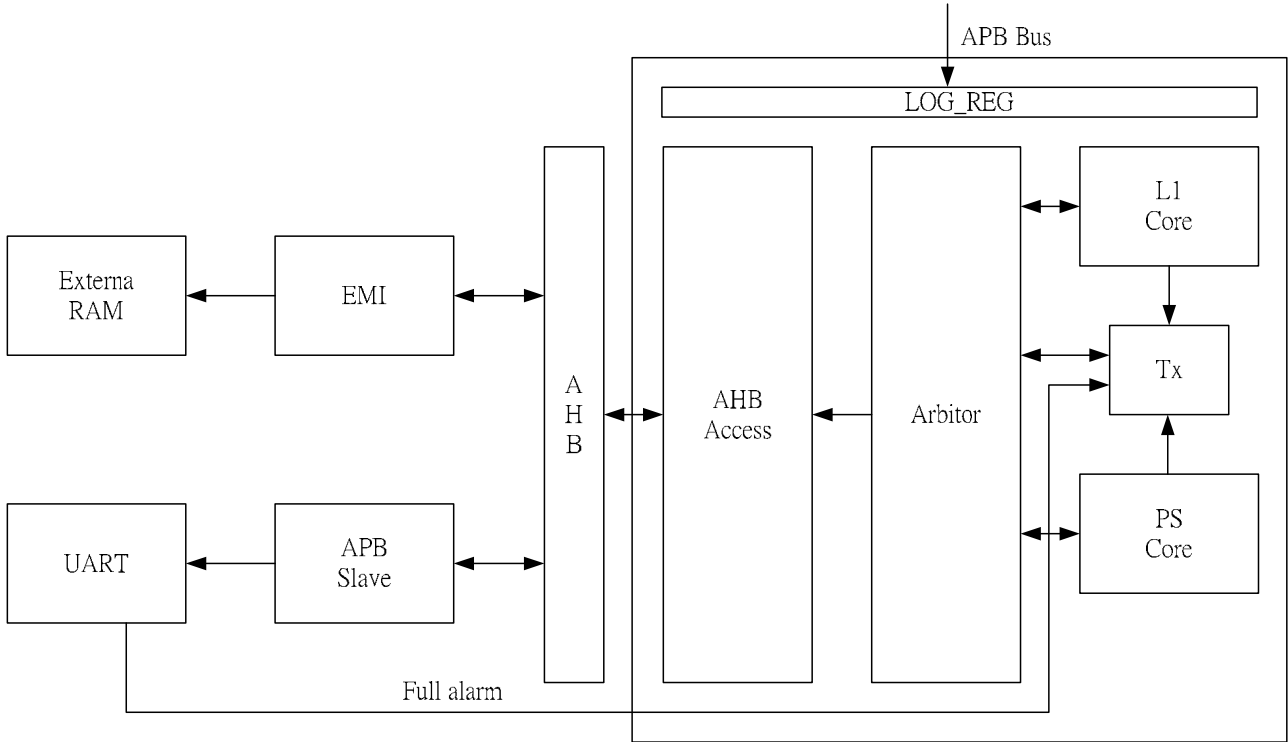 APB Bus
LOG_REG
L1
Core
Externa
RAM
EMI
A
H
B
AHB
Access
Arbitor
Tx
UART
APB
Slave
PS
Core
Full alarm